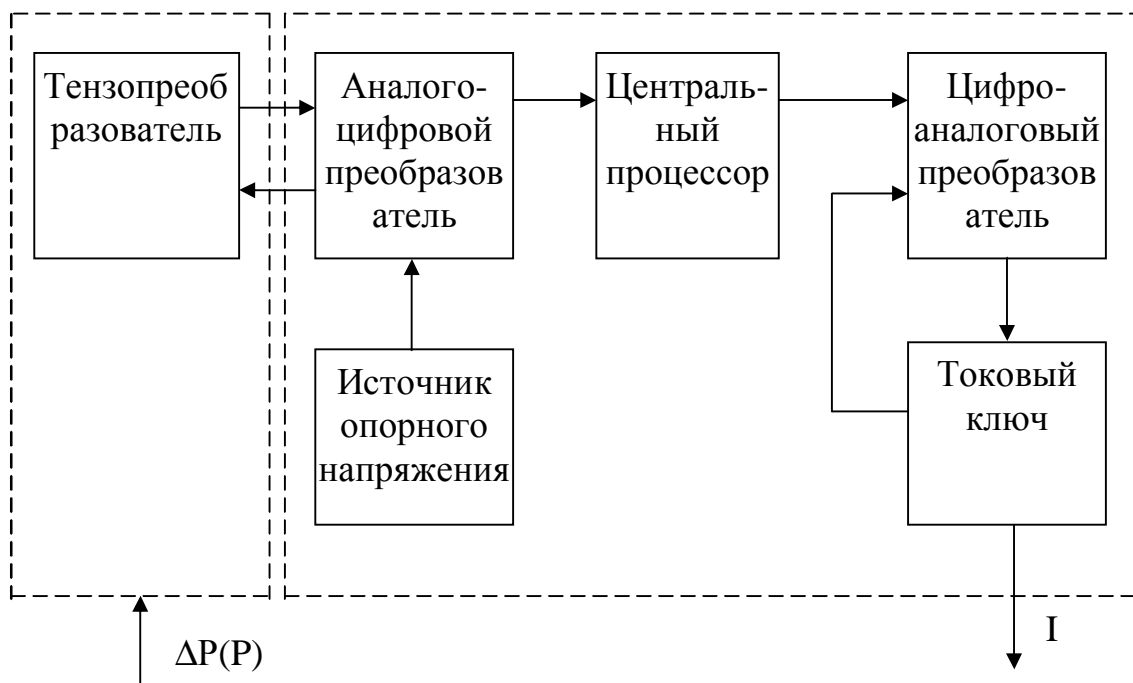 Тензопреоб
разователь
Аналого-
цифровой
преобразов
атель
Централь-
ный
процессор
Цифро-
аналоговый
преобразов
атель
Источник
опорного
напряжения
Токовый
ключ
ΔP(P)
I